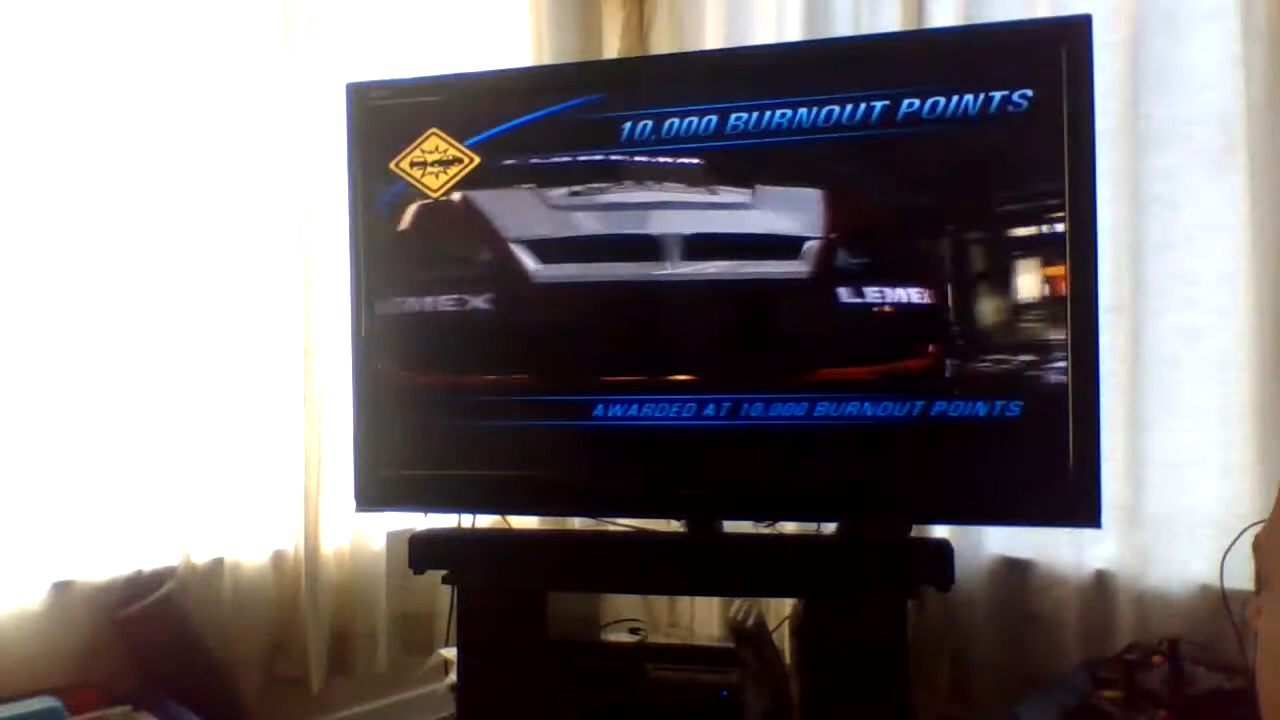 10,000 BURNOUT POINTS
LEMEX
LEMEX
AWARDED AT 10,000 BURNOUT POINTS